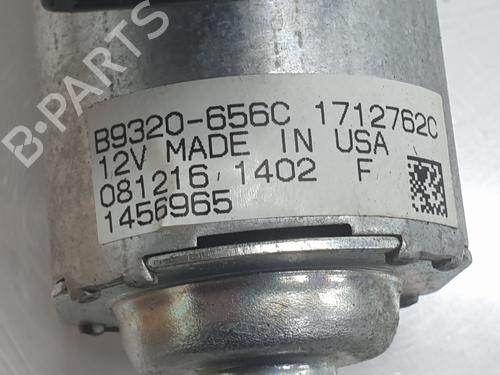 B-PARTS
B9320-656C 1712762C
12V MADE IN USA
081216 1402 F
1456965